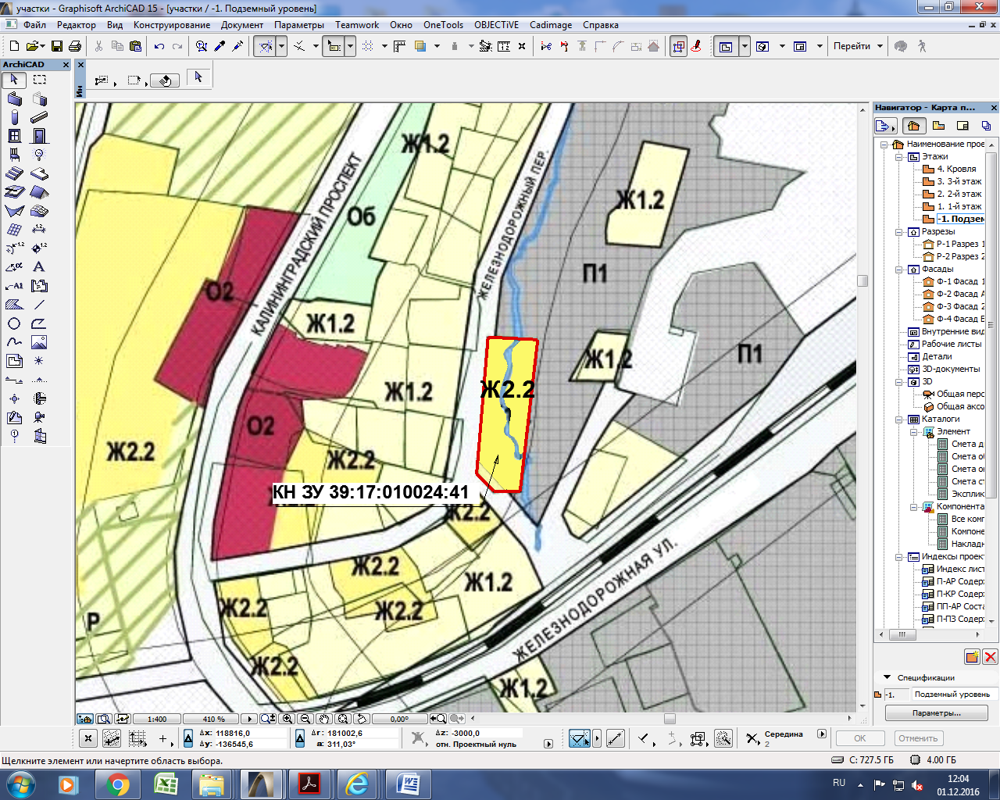 участки - Graphisoft ArchiCAD 15 - [участки / -1. Подземный уровень]
Файл Редактор Вид Конструирование Документ Параметры Teamwork Окно OneTools OBJECTiVE Cadimage Справка
Перейти
ArchiCAD
Ин
Навигатор - Карта п...
Наименование прое
Этажи
4. Кровля
3. 3-й этаж
2. 2-й этаж
1. 1-й этаж
-1. Подзем
Разрезы
Р-1 Разрез 1
Р-2 Разрез 2
Фасады
Ф-1 Фасад 1
Ф-2 Фасад А
Ф-3 Фасад 2
Ф-4 Фасад Б
Внутренние вид
Рабочие листы
Детали
3D-документы
3D
Общая перс
Общая аксо
Каталоги
Элемент
Смета д
Смета об
Смета ок
Смета ст
Эксплик
Компонента
Все комп
Компоне
Накладн
Индексы проек
Индекс лист
П-АР Содер
П-КР Содер
ПП-АР Соста
П-ПЗ Содер
Спецификации
-1. Подземный уровень
Параметры...
Ж1.2
КАЛИНИНГРАДСКИЙ ПРОСПЕКТ
Об
ЖЕЛЕЗНОДОРОЖНЫЙ ПЕР.
Ж1.2
П1
О2
Ж1.2
Ж1.2
П1
Ж1.2
Ж2.2
О2
Ж2.2
Ж2.2
КН ЗУ 39:17:010024:41
Ж2.2
Ж2.2
Ж1.2
Ж2.2
Ж2.2
Р
ЖЕЛЕЗНОДОРОЖНАЯ УЛ.
Ж2.2
Ж1.2
1:400 410 % 0,00°
Δx: 118816,0
Δy: -136545,6
Δr: 181002,6
a: 311,03°
Δz: -3000,0
отн. Проектный нуль
Середина
2
OK Отменить
Щелкните элемент или начертите область выбора.
C: 727.5 ГБ 4.00 ГБ
RU
12:04
01.12.2016